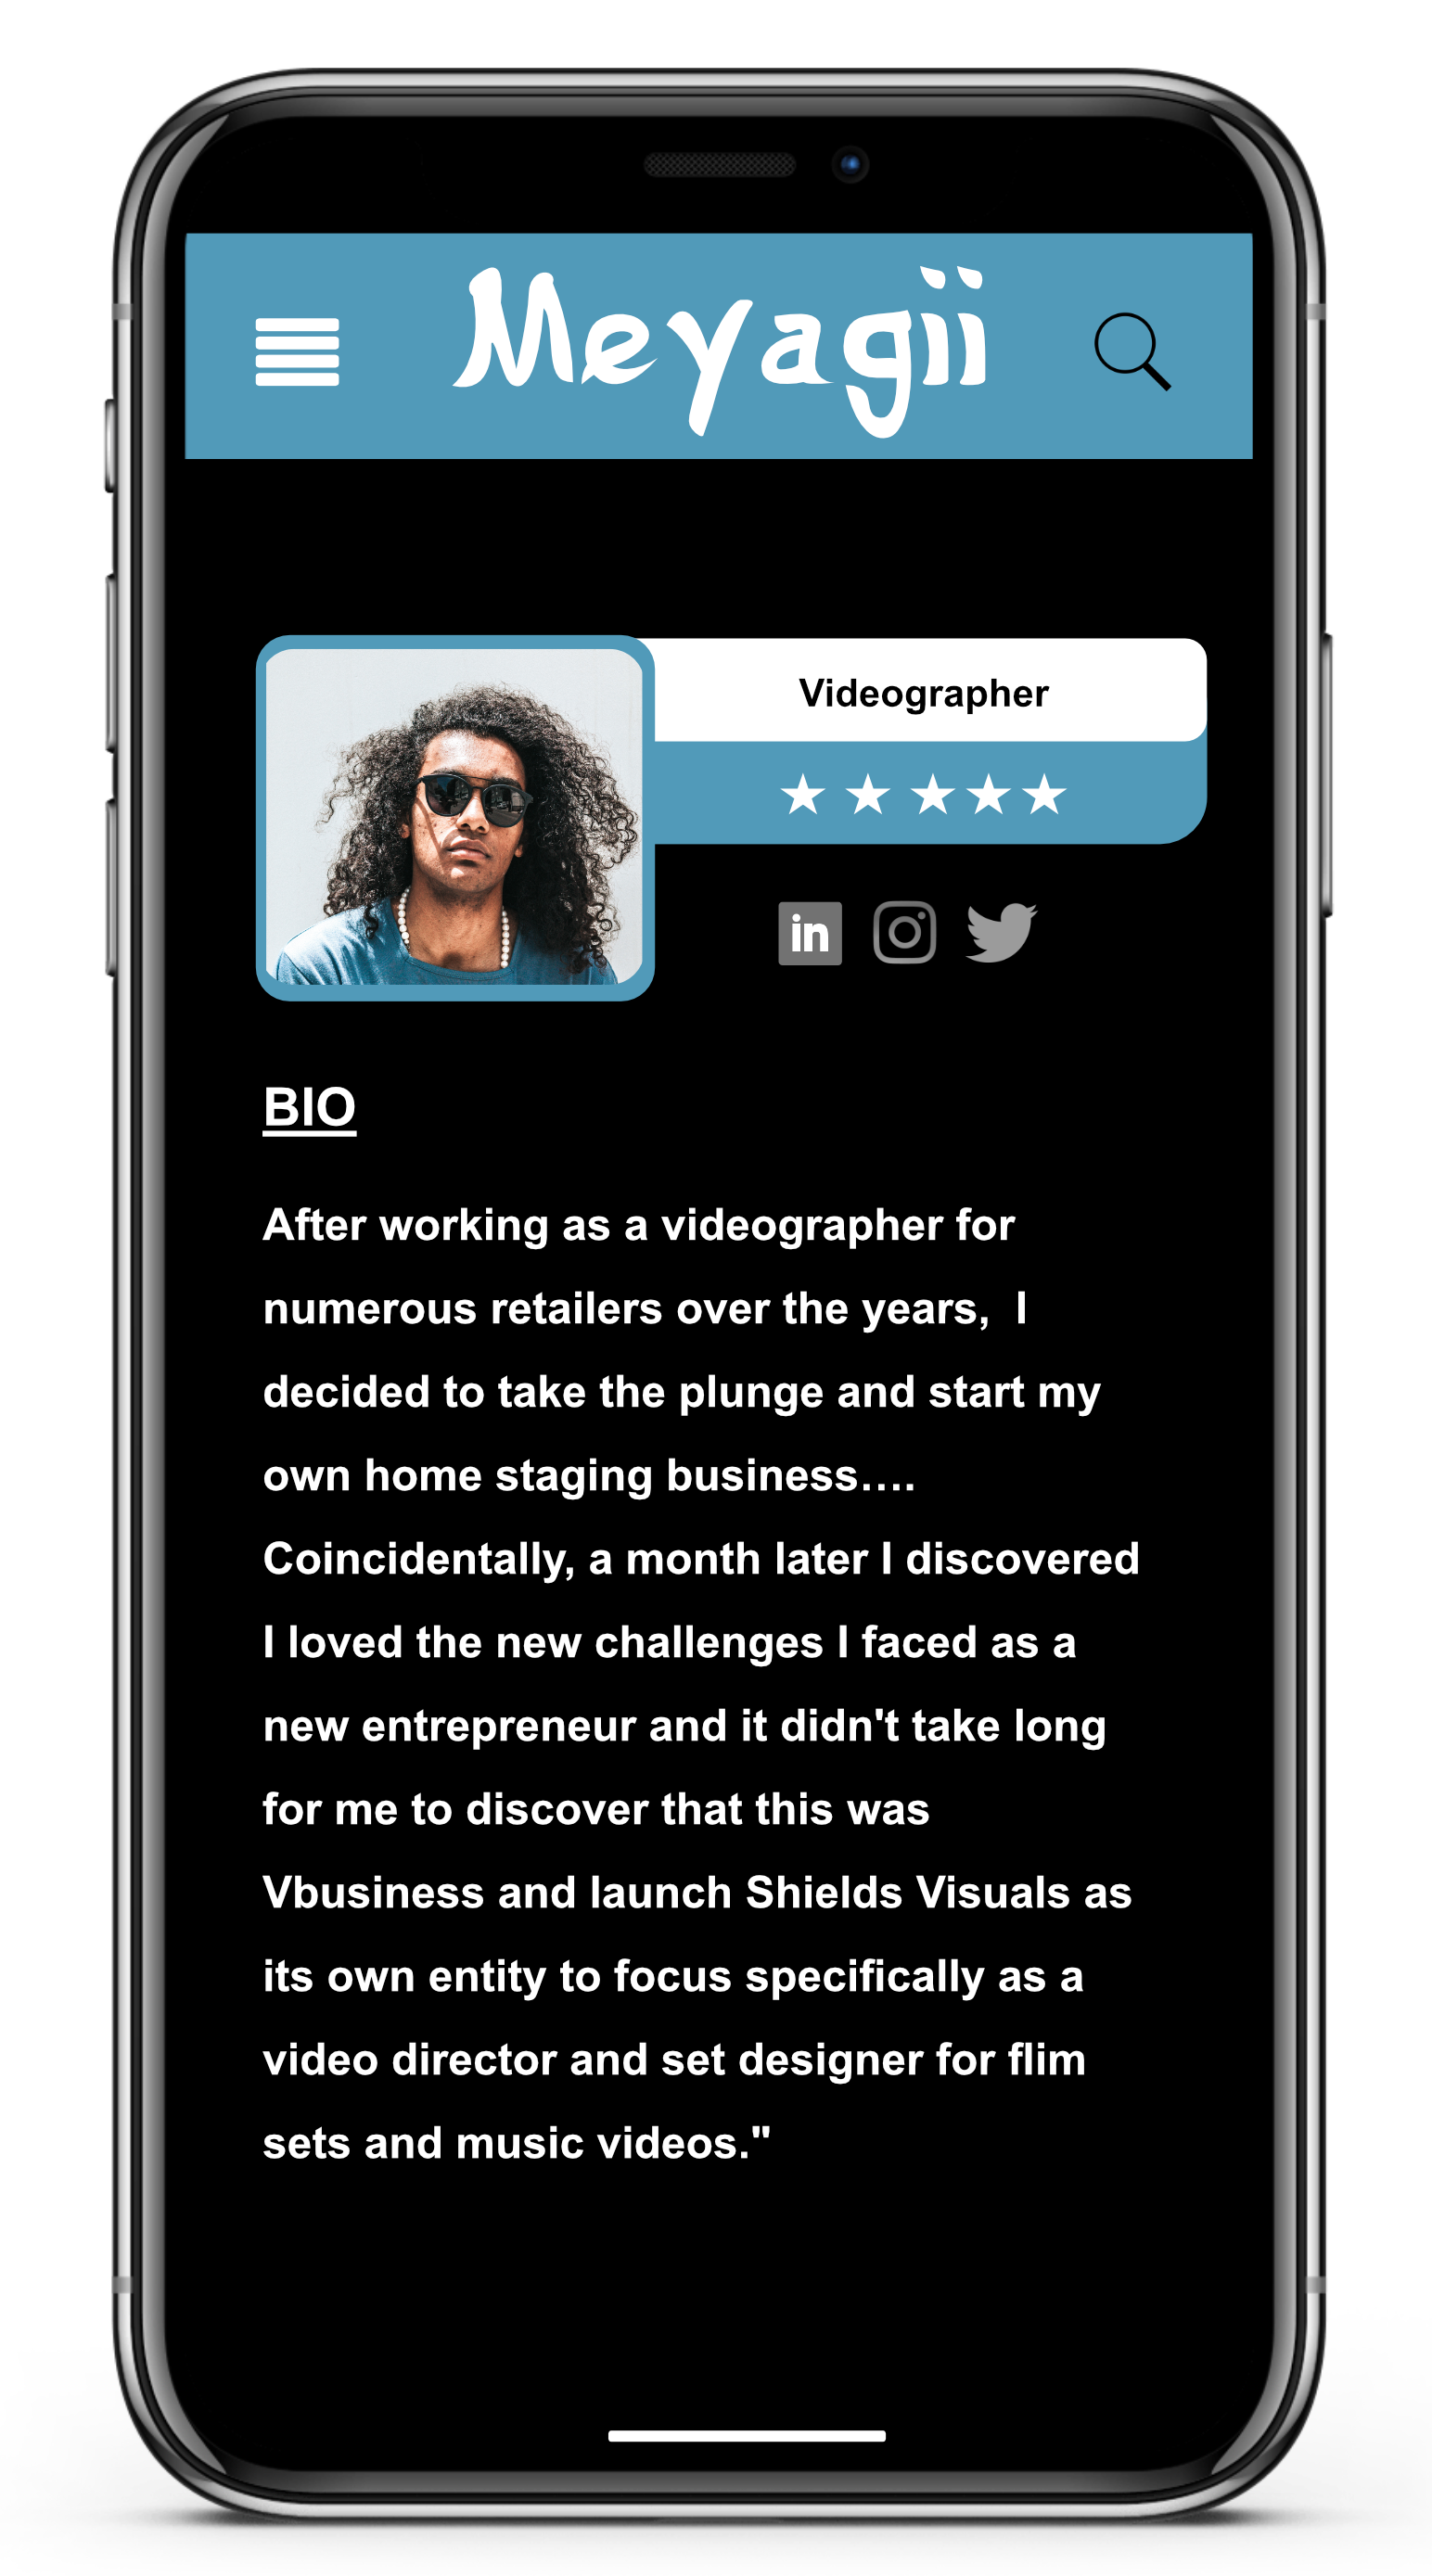 Meyagii
Videographer
in
BIO
After working as a videographer for
numerous retailers over the years,  I
decided to take the plunge and start my
own home staging business....
Coincidentally, a month later I discovered
I loved the new challenges I faced as a
new entrepreneur and it didn't take long
for me to discover that this was
Vbusiness and launch Shields Visuals as
its own entity to focus specifically as a
video director and set designer for flim
sets and music videos."